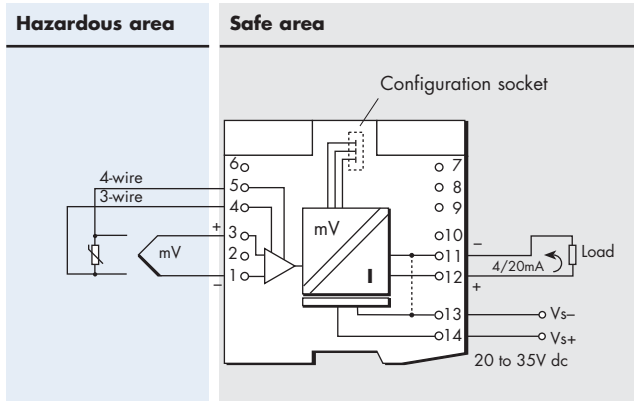 Hazardous area
Safe area
Configuration socket
6
7
4-wire
5
8
3-wire
4
9
+
3
mV
10
–
mV
2
11
Load
4/20mA
1
I
12
–
+
13
Vs–
14
Vs+
20 to 35V dc